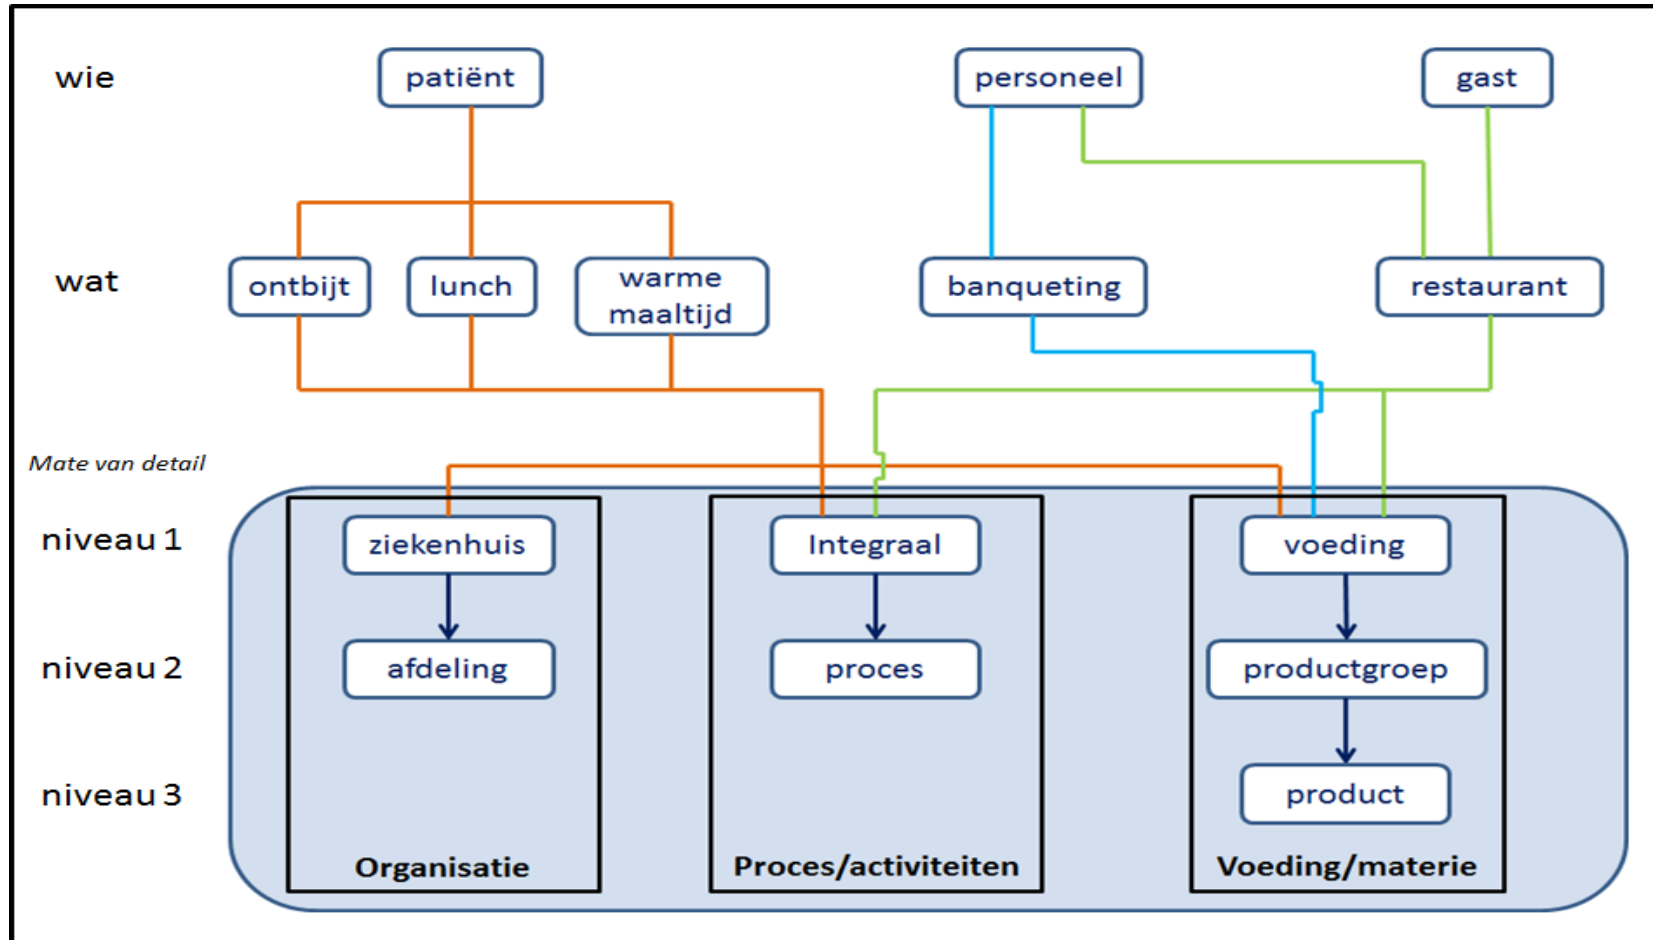 wie
patiënt
personeel
gast
wat
ontbijt
lunch
warme
maaltijd
banqueting
restaurant
Mate van detail
niveau 1
ziekenhuis
Integraal
voeding
niveau 2
afdeling
proces
productgroep
niveau 3
product
Organisatie
Proces/activiteiten
Voeding/materie